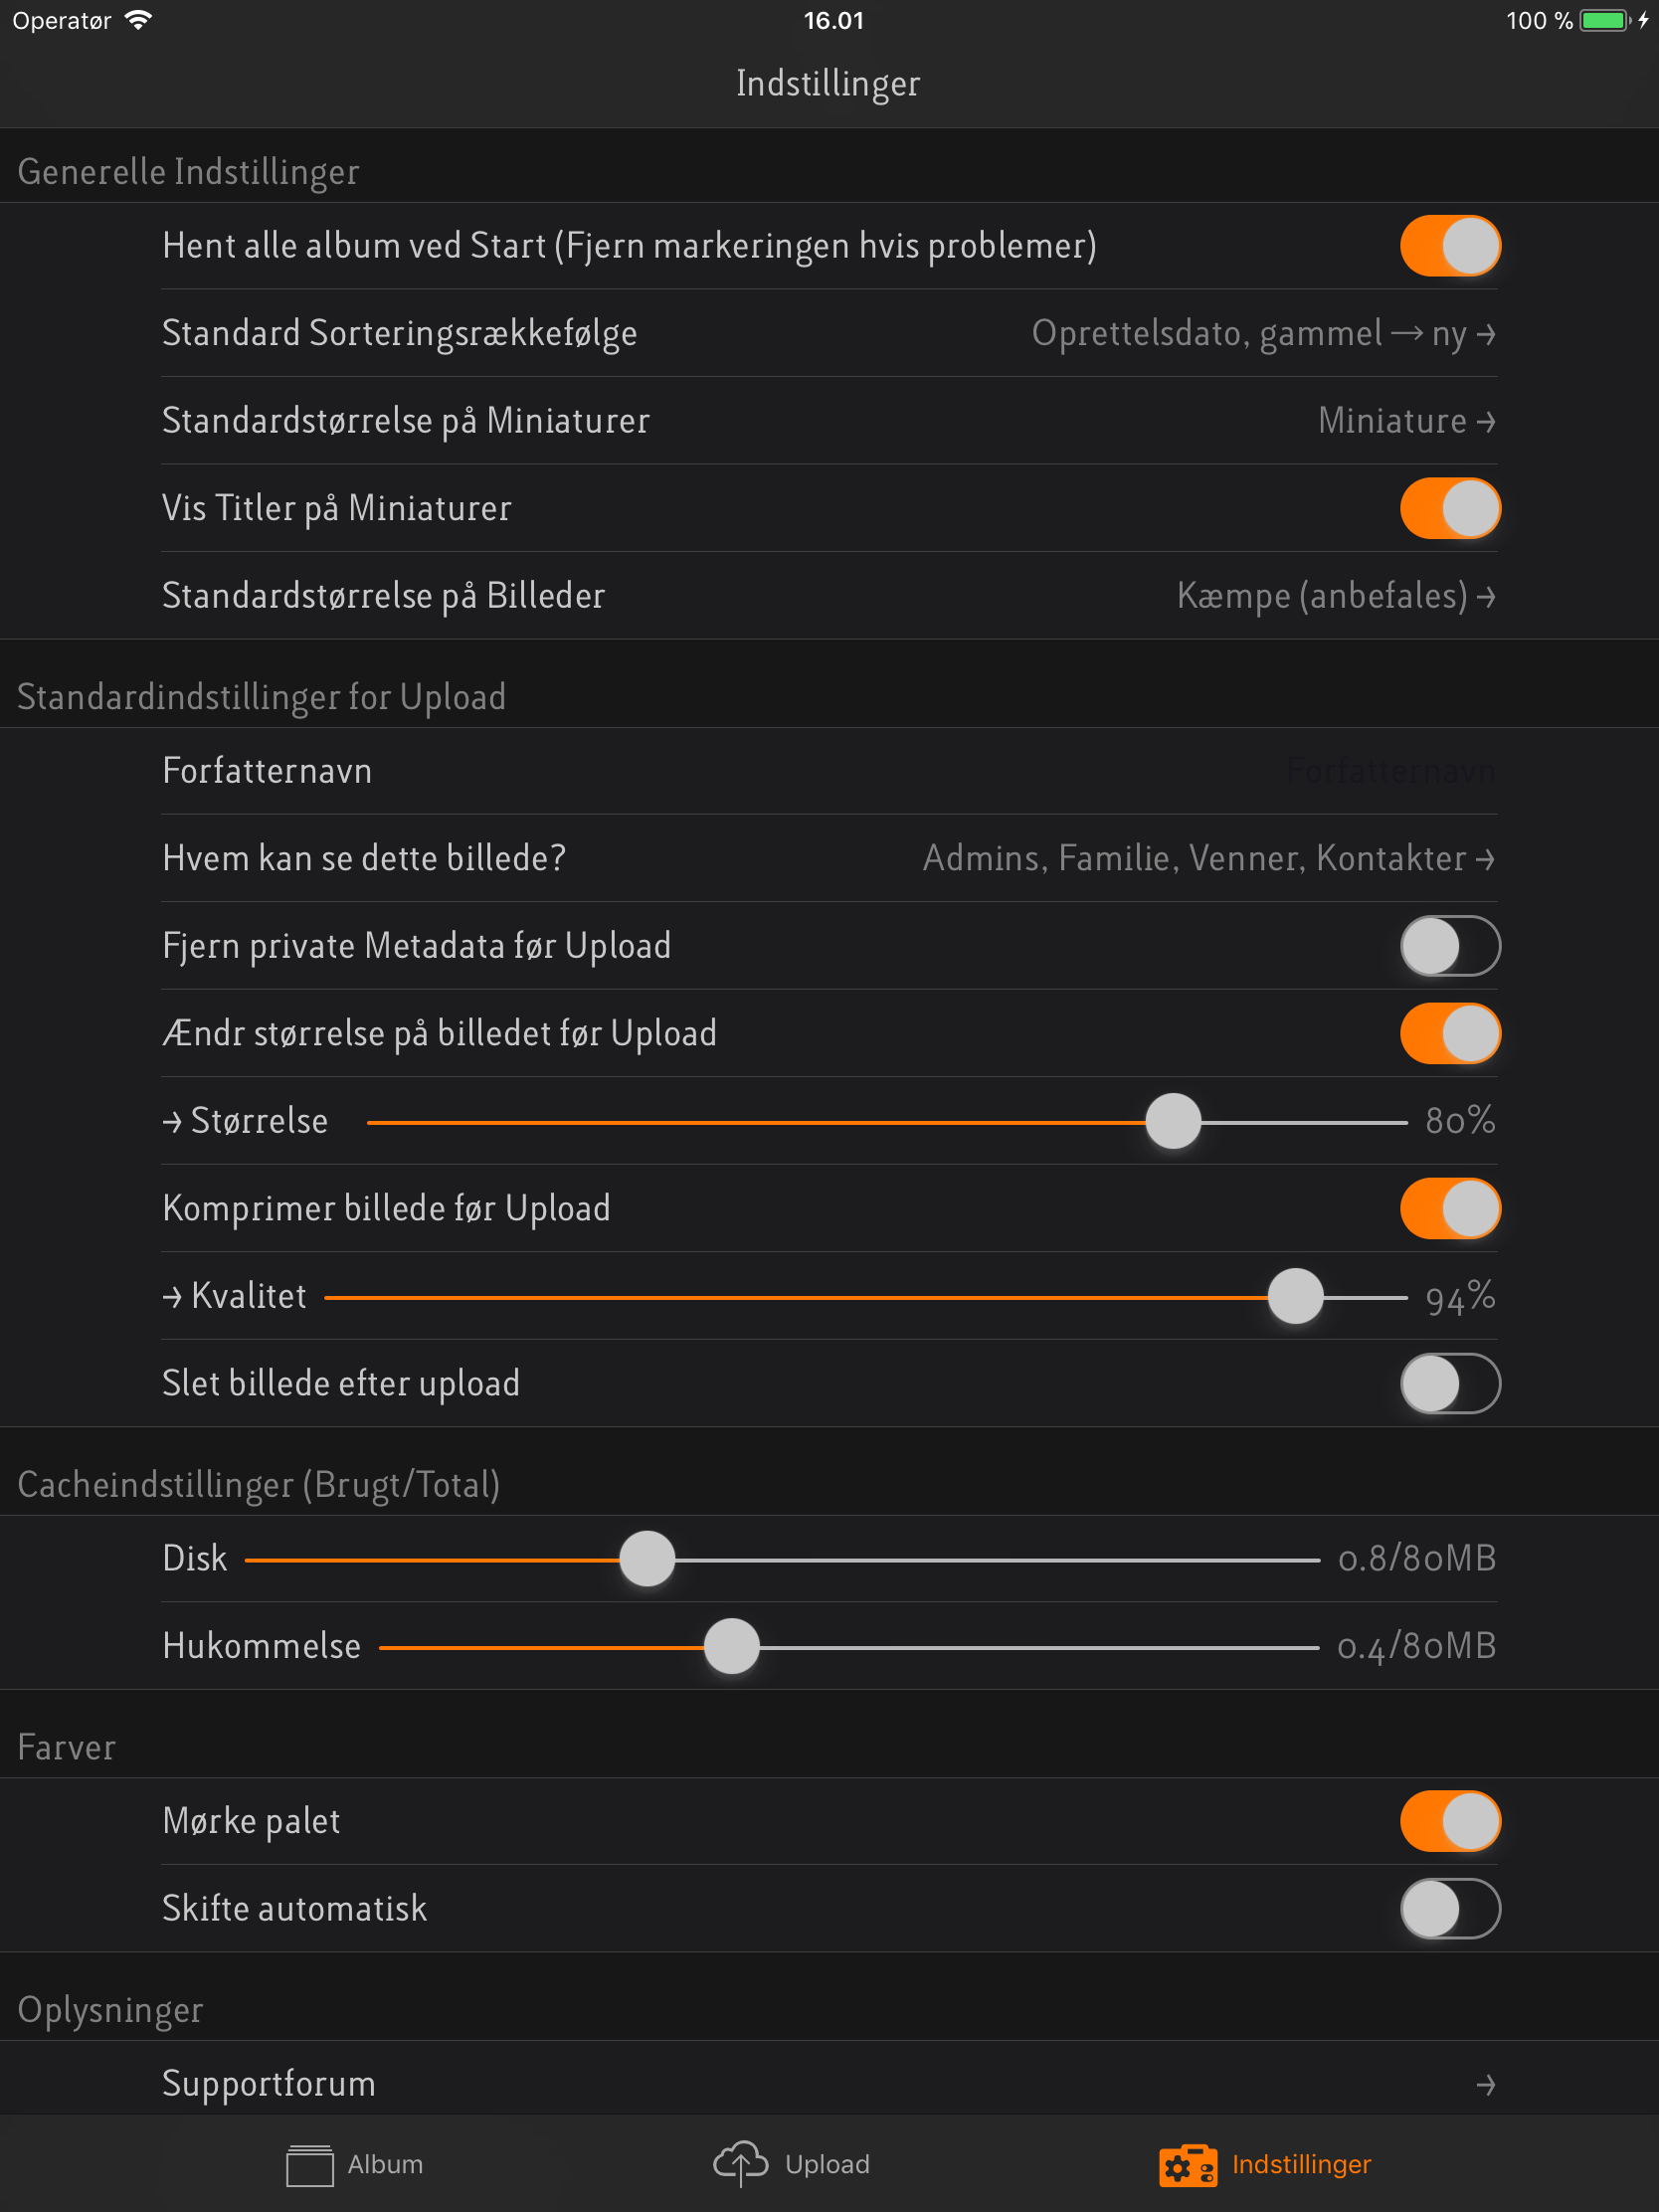 Operatør 16.01 100 %
Indstillinger
Generelle Indstillinger
Hent alle album ved Start (Fjern markeringen hvis problemer)
Standard Sorteringsrækkefølge Oprettelsesdato, gammel → ny →
Standardstørrelse på Miniaturer Miniature →
Vis Titler på Miniaturer
Standardstørrelse på Billeder Kæmpe (anbefales) →
Standardindstillinger for Upload
Forfatternavn Forfatternavn
Hvem kan se dette billede? Admins, Familie, Venner, Kontakter →
Fjern private Metadata før Upload
Ændr størrelse på billedet før Upload
→ Størrelse 80%
Komprimer billede før Upload
→ Kvalitet 94%
Slet billede efter upload
Cacheindstillinger (Brugt/Total)
Disk 0.8/80MB
Hukommelse 0.4/80MB
Farver
Mørke palet
Skifte automatisk
Oplysninger
Supportforum →
Album Upload Indstillinger